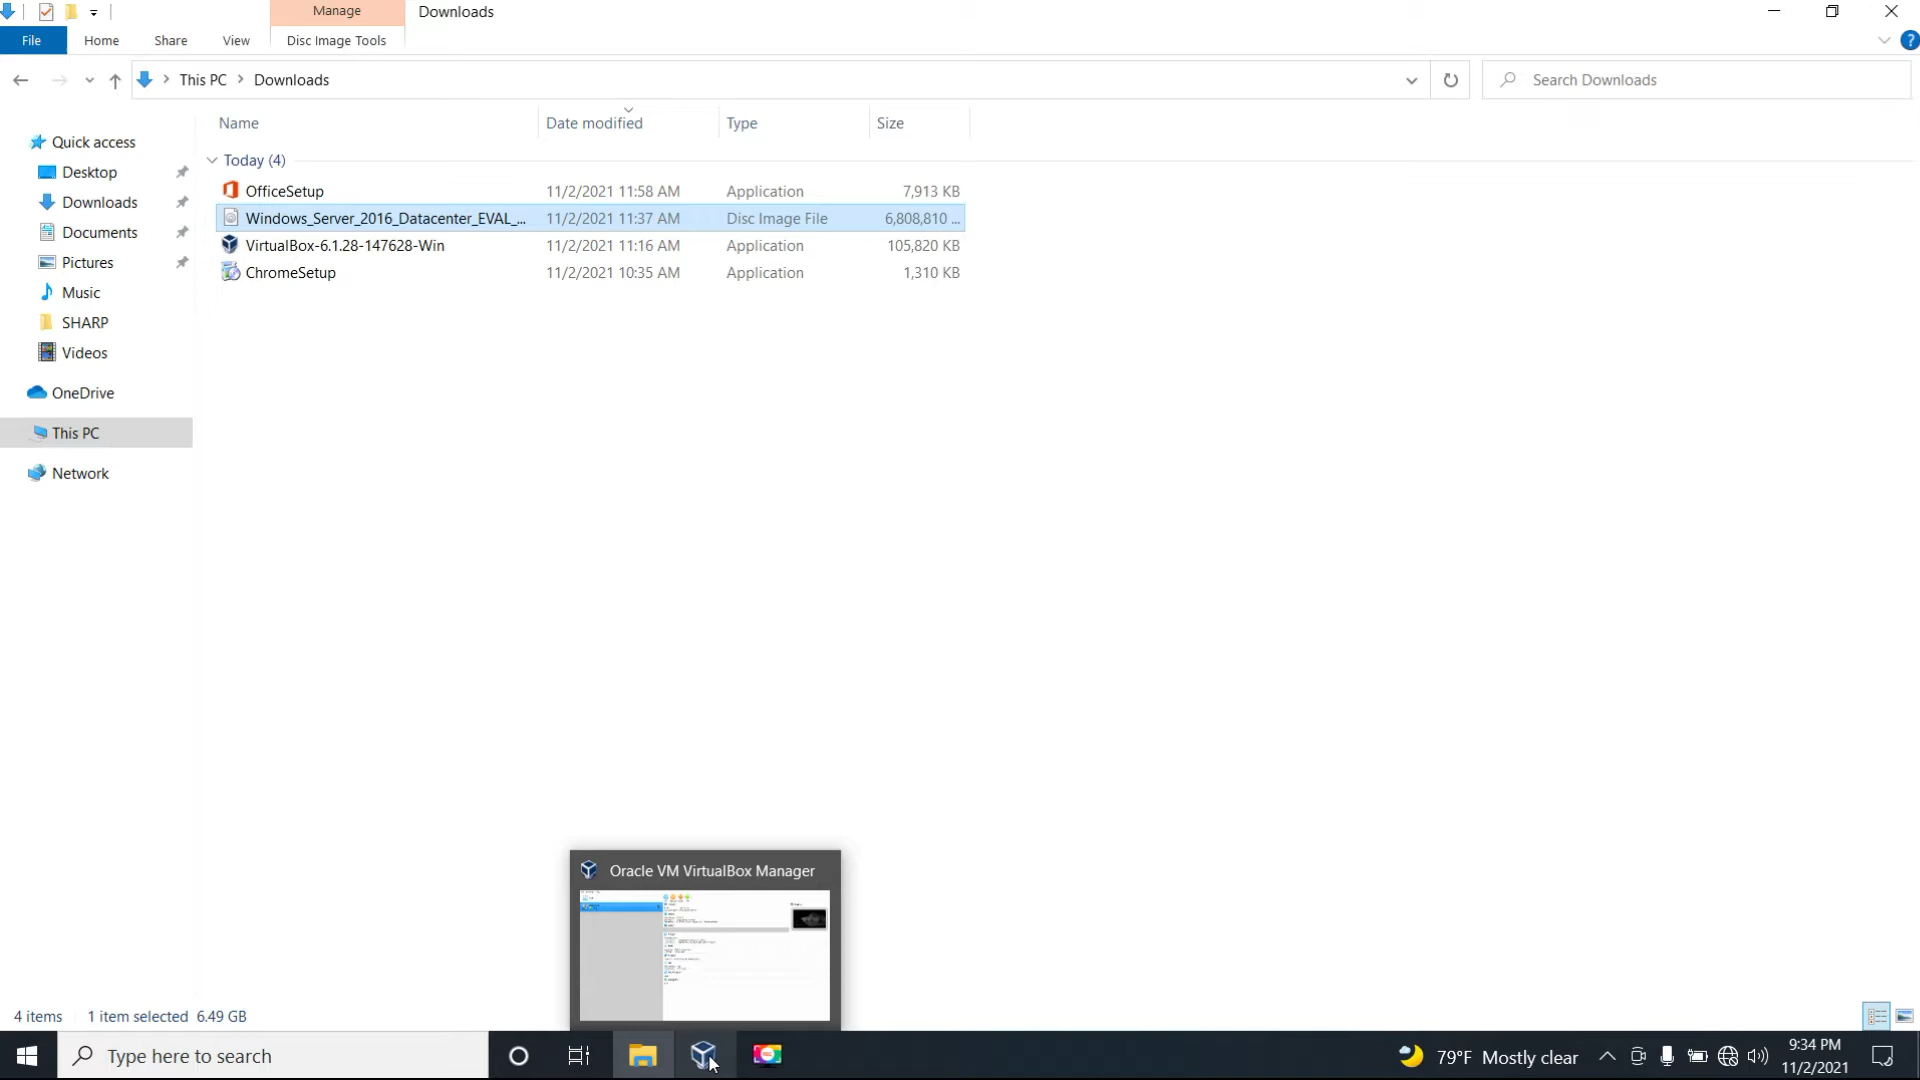 Manage
Downloads
File
Home
Share
View
Disc Image Tools
?
This PC
Downloads
Search Downloads
Name
Date modified
Type
Size
Quick access
Desktop
Downloads
Documents
Pictures
Music
SHARP
Videos
OneDrive
This PC
Network
Today (4)
OfficeSetup 11/2/2021 11:58 AM Application 7,913 KB
Windows_Server_2016_Datacenter_EVAL_... 11/2/2021 11:37 AM Disc Image File 6,808,810 ...
VirtualBox-6.1.28-147628-Win 11/2/2021 11:16 AM Application 105,820 KB
ChromeSetup 11/2/2021 10:35 AM Application 1,310 KB
Oracle VM VirtualBox Manager
4 items 1 item selected 6.49 GB
Type here to search
79°F Mostly clear
9:34 PM
11/2/2021